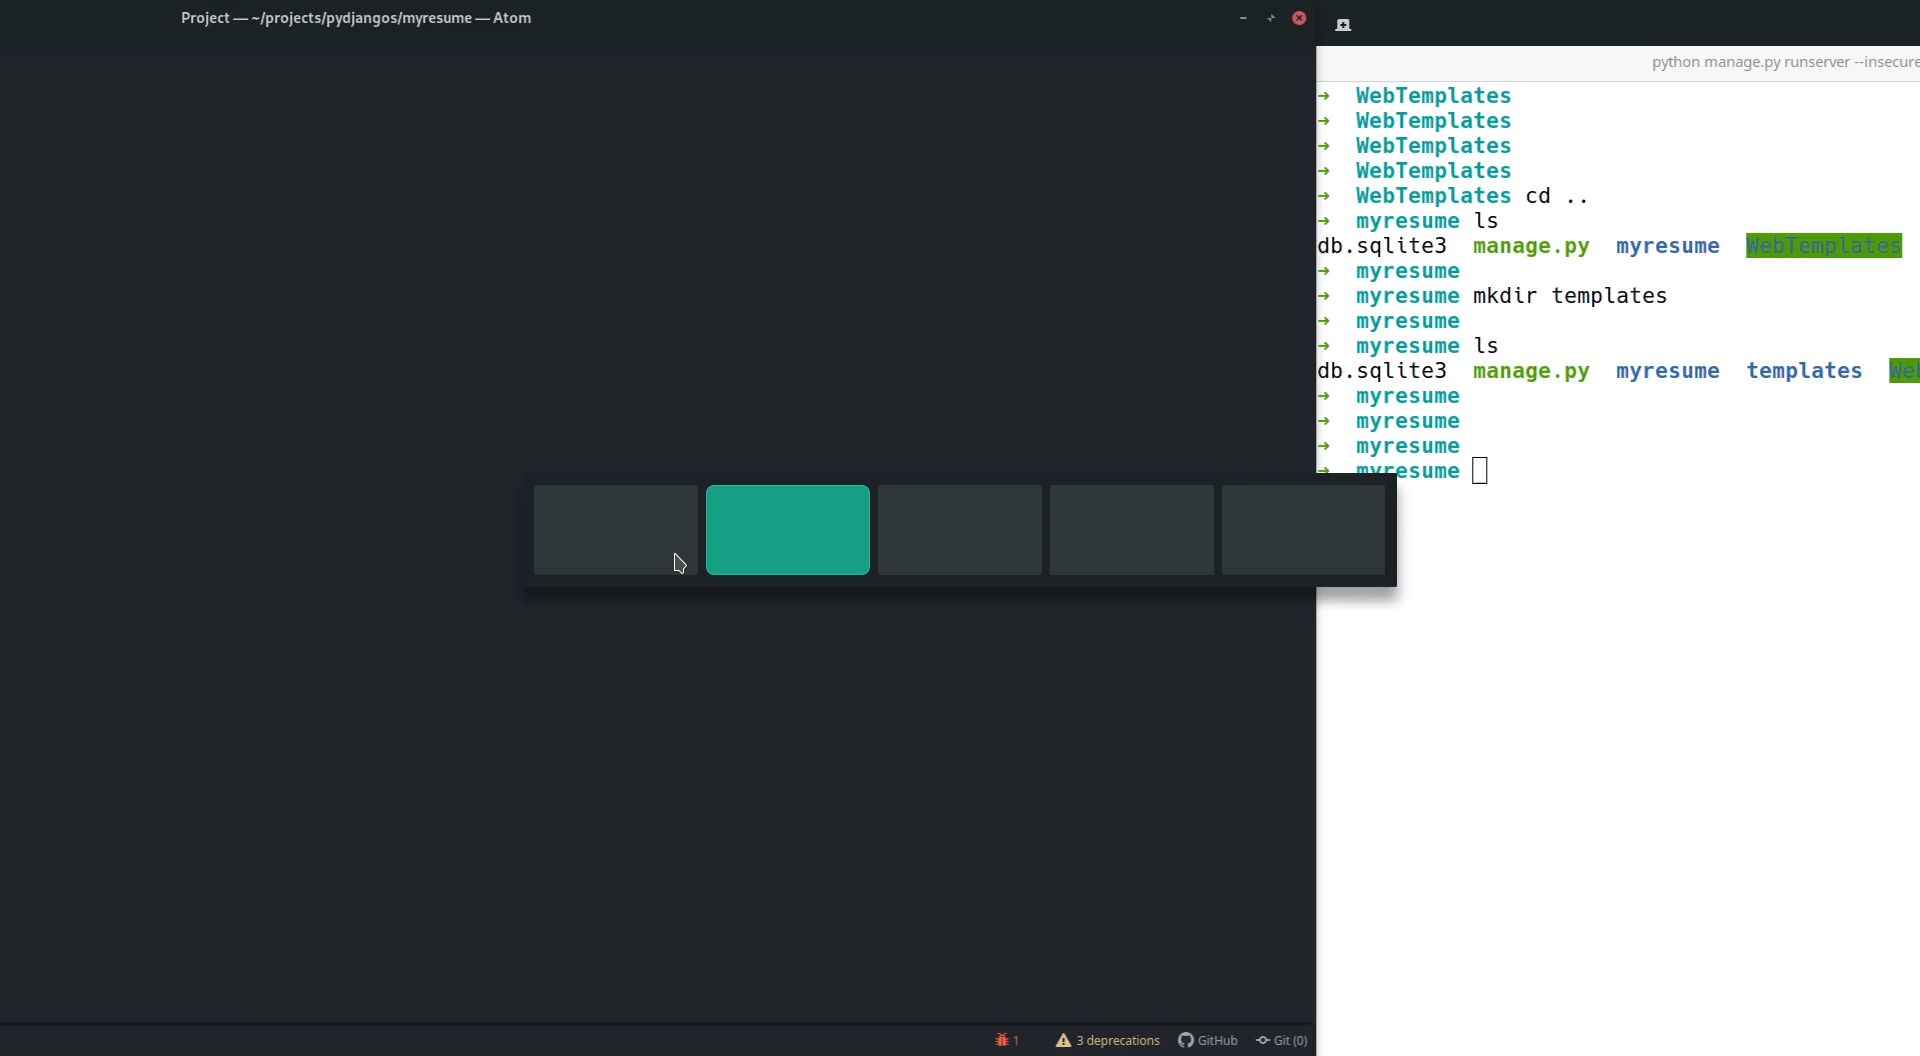 Project — ~/projects/pydjangos/myresume — Atom
python manage.py runserver --insecure
➜ WebTemplates
➜ WebTemplates
➜ WebTemplates
➜ WebTemplates
➜ WebTemplates cd ..
➜ myresume ls
db.sqlite3 manage.py myresume WebTemplates
➜ myresume
➜ myresume mkdir templates
➜ myresume
➜ myresume ls
db.sqlite3 manage.py myresume templates Web
➜ myresume
➜ myresume
➜ myresume
➜ myresume
1 3 deprecations GitHub Git (0)